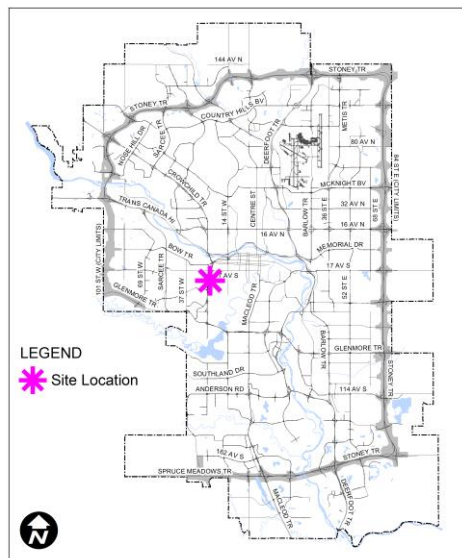 144 AV N
STONEY TR
STONEY TR
COUNTRY HILLS BV
SARCEE TR
NOSE HILL DR
DEERFOOT TR
METIS TR
80 AV N
CROWCHILD TR
84 ST E (CITY LIMITS)
MCKNIGHT BV
TRANS CANADA HI
14 ST W
CENTRE ST
BARLOW TR
36 ST E
32 AV N
68 ST E
16 AV N
16 AV N
MEMORIAL DR
BOW TR
17 AV S
AV S
101 ST W (CITY LIMITS)
69 ST W
SARCEE TR
37 ST W
MACLEOD TR
52 ST E
GLENMORE TR
BARLOW TR
GLENMORE TR
LEGEND
Site Location
SOUTHLAND DR
ANDERSON RD
114 AV S
STONEY TR
162 AV S
STONEY TR
SPRUCE MEADOWS TR
MACLEOD TR
DEERFOOT TR
N